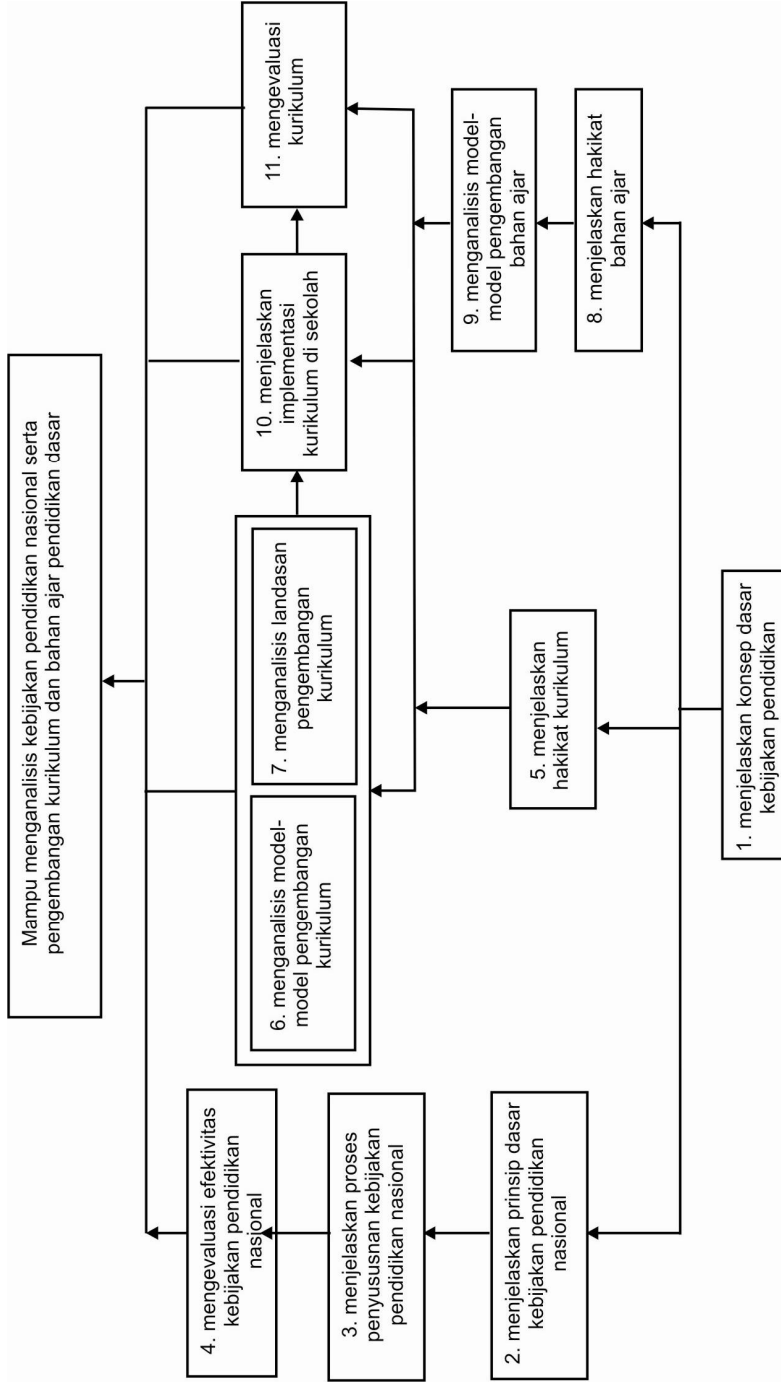 Mampu menganalisis kebijakan pendidikan nasional serta
pengembangan kurikulum dan bahan ajar pendidikan dasar
4. mengevaluasi efektivitas
kebijakan pendidikan
nasional
3. menjelaskan proses
penyususnan kebijakan
pendidikan nasional
2. menjelaskan prinsip dasar
kebijakan pendidikan
nasional
6. menganalisis model-
model pengembangan
kurikulum
7. menganalisis landasan
pengembangan
kurikulum
10. menjelaskan
implementasi
kurikulum di sekolah
11. mengevaluasi
kurikulum
5. menjelaskan
hakikat kurikulum
9. menganalisis model-
model pengembangan
bahan ajar
8. menjelaskan hakikat
bahan ajar
1. menjelaskan konsep dasar
kebijakan pendidikan